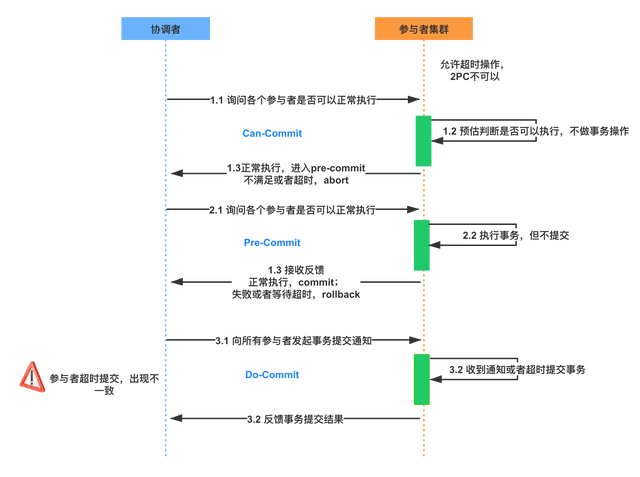 协调者
参与者集群
允许超时操作，
2PC不可以
1.1 询问各个参与者是否可以正常执行
Can-Commit
1.2 预估判断是否可以执行，不做事务操作
1.3正常执行，进入pre-commit
不满足或者超时，abort
2.1 询问各个参与者是否可以正常执行
Pre-Commit
2.2 执行事务，但不提交
1.3 接收反馈
正常执行，commit；
失败或者等待超时，rollback
3.1 向所有参与者发起事务提交通知
Do-Commit
3.2 收到通知或者超时提交事务
参与者超时提交，出现不
一致
3.2 反馈事务提交结果